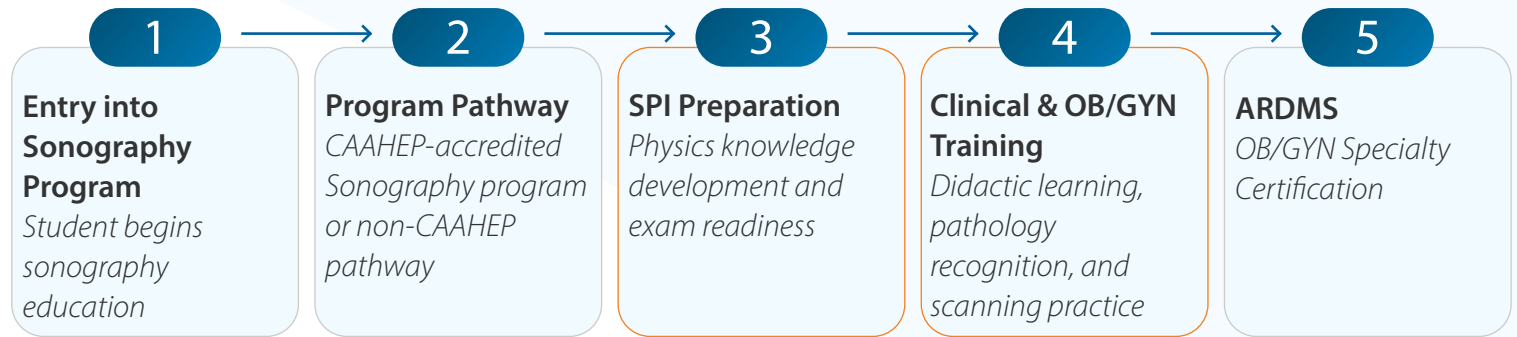 1
Entry into
Sonography
Program
Student begins
sonography
education
2
Program Pathway
CAAHEP-accredited
Sonography program
or non-CAAHEP
pathway
3
SPI Preparation
Physics knowledge
development and
exam readiness
4
Clinical & OB/GYN
Training
Didactic learning,
pathology
recognition, and
scanning practice
5
ARDMS
OB/GYN Specialty
Certification